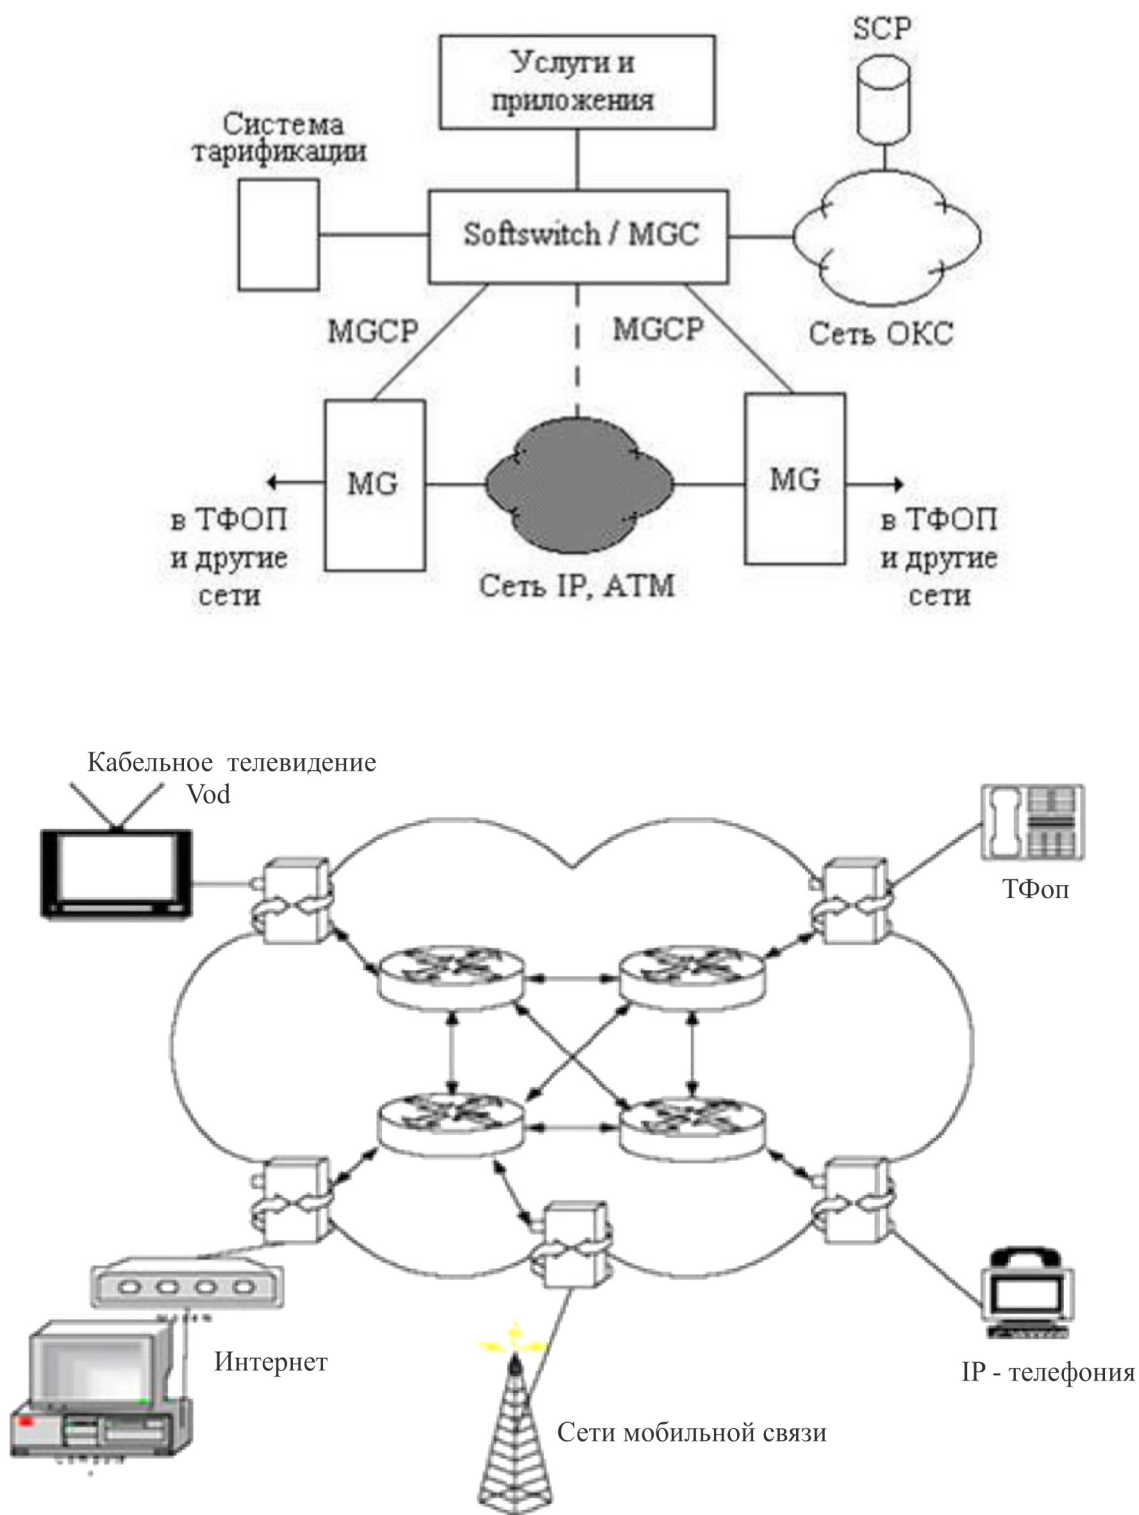 SCP
Услуги и
приложения
Система
тарификации
Softswitch / MGC
MGCP
MGCP
Сеть ОКС
MG
MG
в ТФОП
и другие
сети
в ТФОП
и другие
сети
Сеть IP, ATM
Кабельное телевидение
Vod
ТФоп
Интернет
IP - телефония
Сети мобильной связи